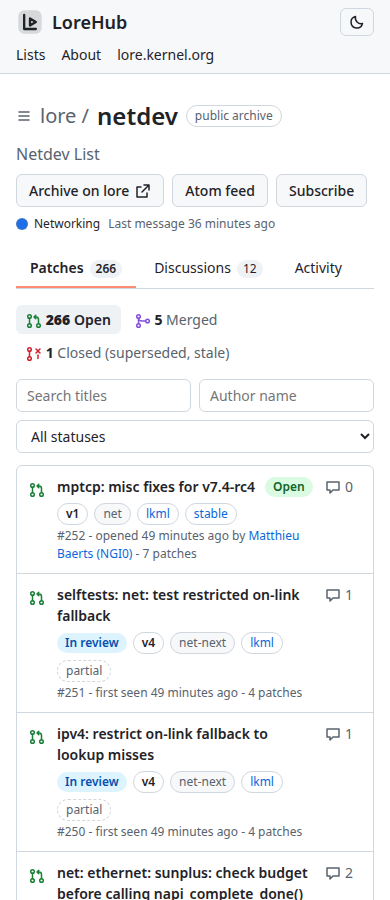 LoreHub
Lists About lore.kernel.org
lore / netdev public archive
Netdev List
Archive on lore Atom feed Subscribe
Networking Last message 36 minutes ago
Patches 266 Discussions 12 Activity
266 Open 5 Merged
1 Closed (superseded, stale)
Search titles Author name
All statuses
mptcp: misc fixes for v7.4-rc4 Open 0
v1 net lkml stable
#252 - opened 49 minutes ago by Matthieu
Baerts (NGI0) - 7 patches
selftests: net: test restricted on-link 1
fallback
In review v4 net-next lkml
partial
#251 - first seen 49 minutes ago - 4 patches
ipv4: restrict on-link fallback to 1
lookup misses
In review v4 net-next lkml
partial
#250 - first seen 49 minutes ago - 4 patches
net: ethernet: sunplus: check budget 2
before calling napi_complete_done()